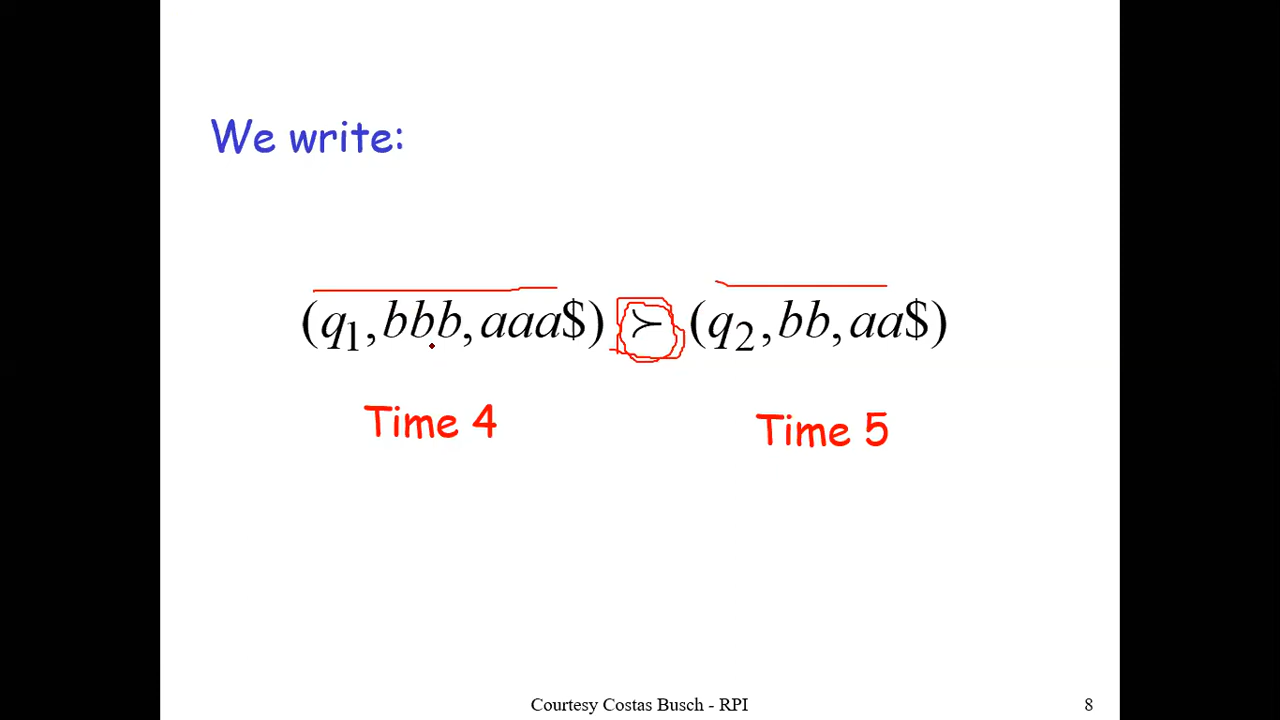 We write:
(q₁,bbb,aaa$) ≻ (q₂,bb,aa$)
Time 4 Time 5
Courtesy Costas Busch - RPI 8